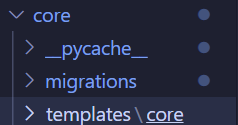 core
__pycache__
migrations
templates\core